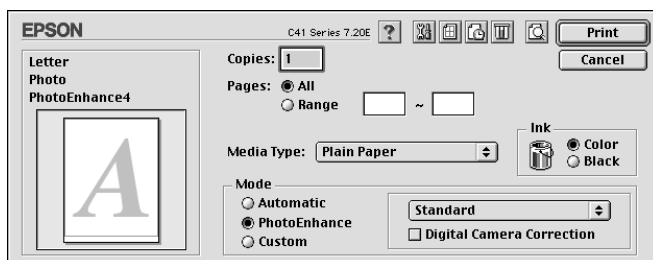 EPSON
C41 Series 7.20E
?
Print
Cancel
Letter
Photo
PhotoEnhance4
A
Copies: 1
Pages: All
Range ~
Media Type: Plain Paper
Ink
Color
Black
Mode
Automatic
PhotoEnhance
Custom
Standard
Digital Camera Correction